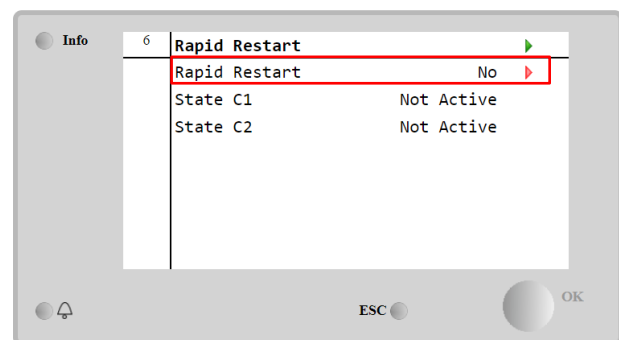 Info
6 Rapid Restart
Rapid Restart No
State C1 Not Active
State C2 Not Active
ESC
OK